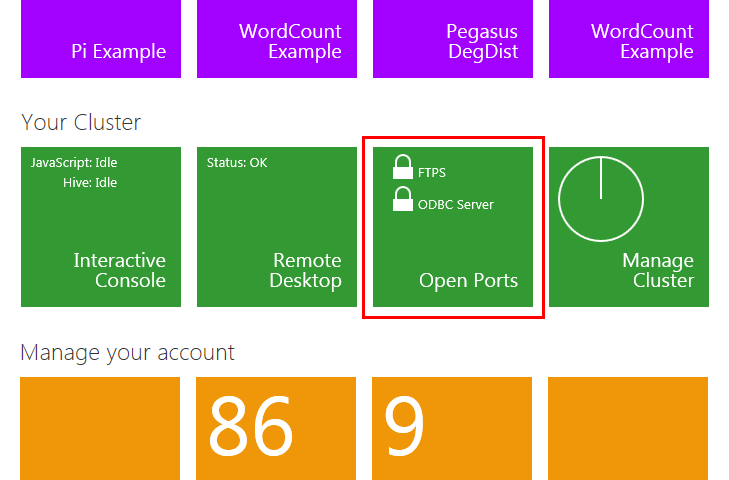 Pi Example
WordCount
Example
Pegasus
DegDist
WordCount
Example
Your Cluster
JavaScript: Idle
Hive: Idle
Interactive
Console
Status: OK
Remote
Desktop
FTPS
ODBC Server
Open Ports
Manage
Cluster
Manage your account
86
9